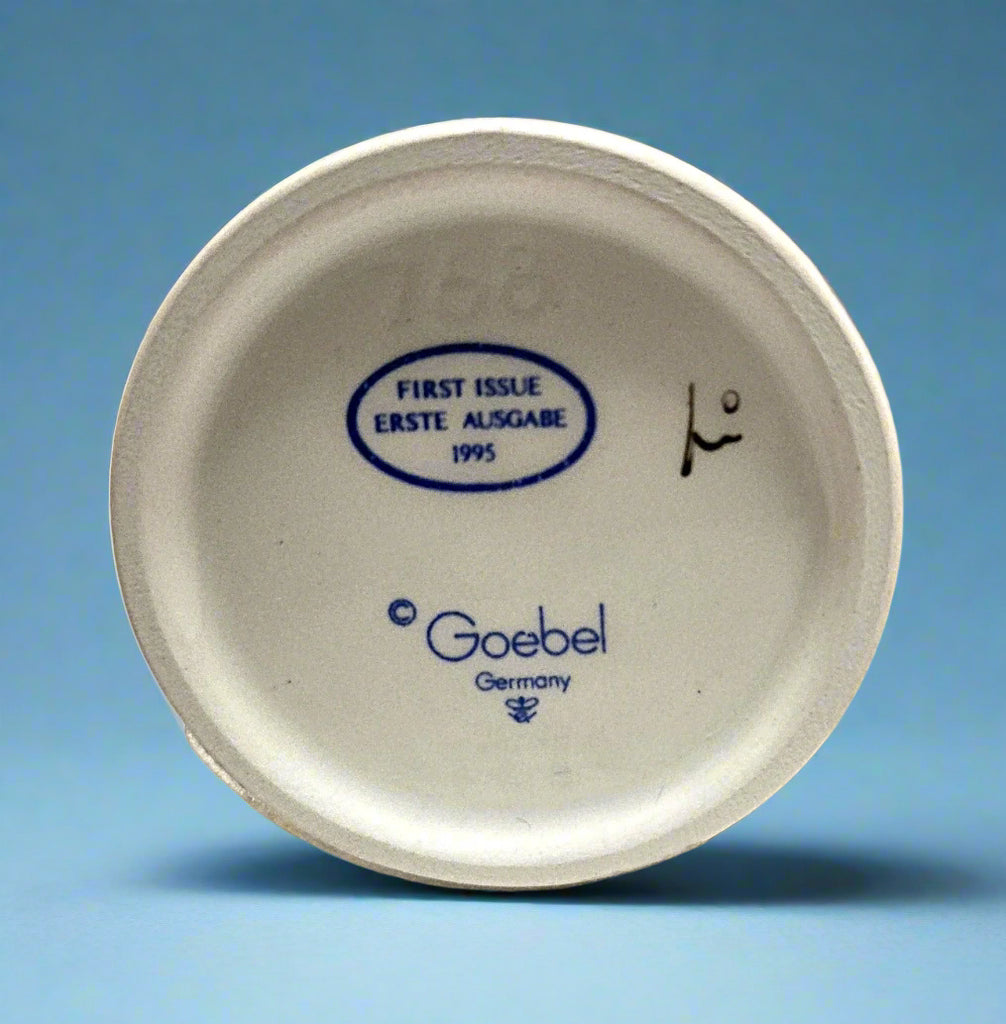 FIRST ISSUE
ERSTE AUSGABE
1995
© Goebel
Germany